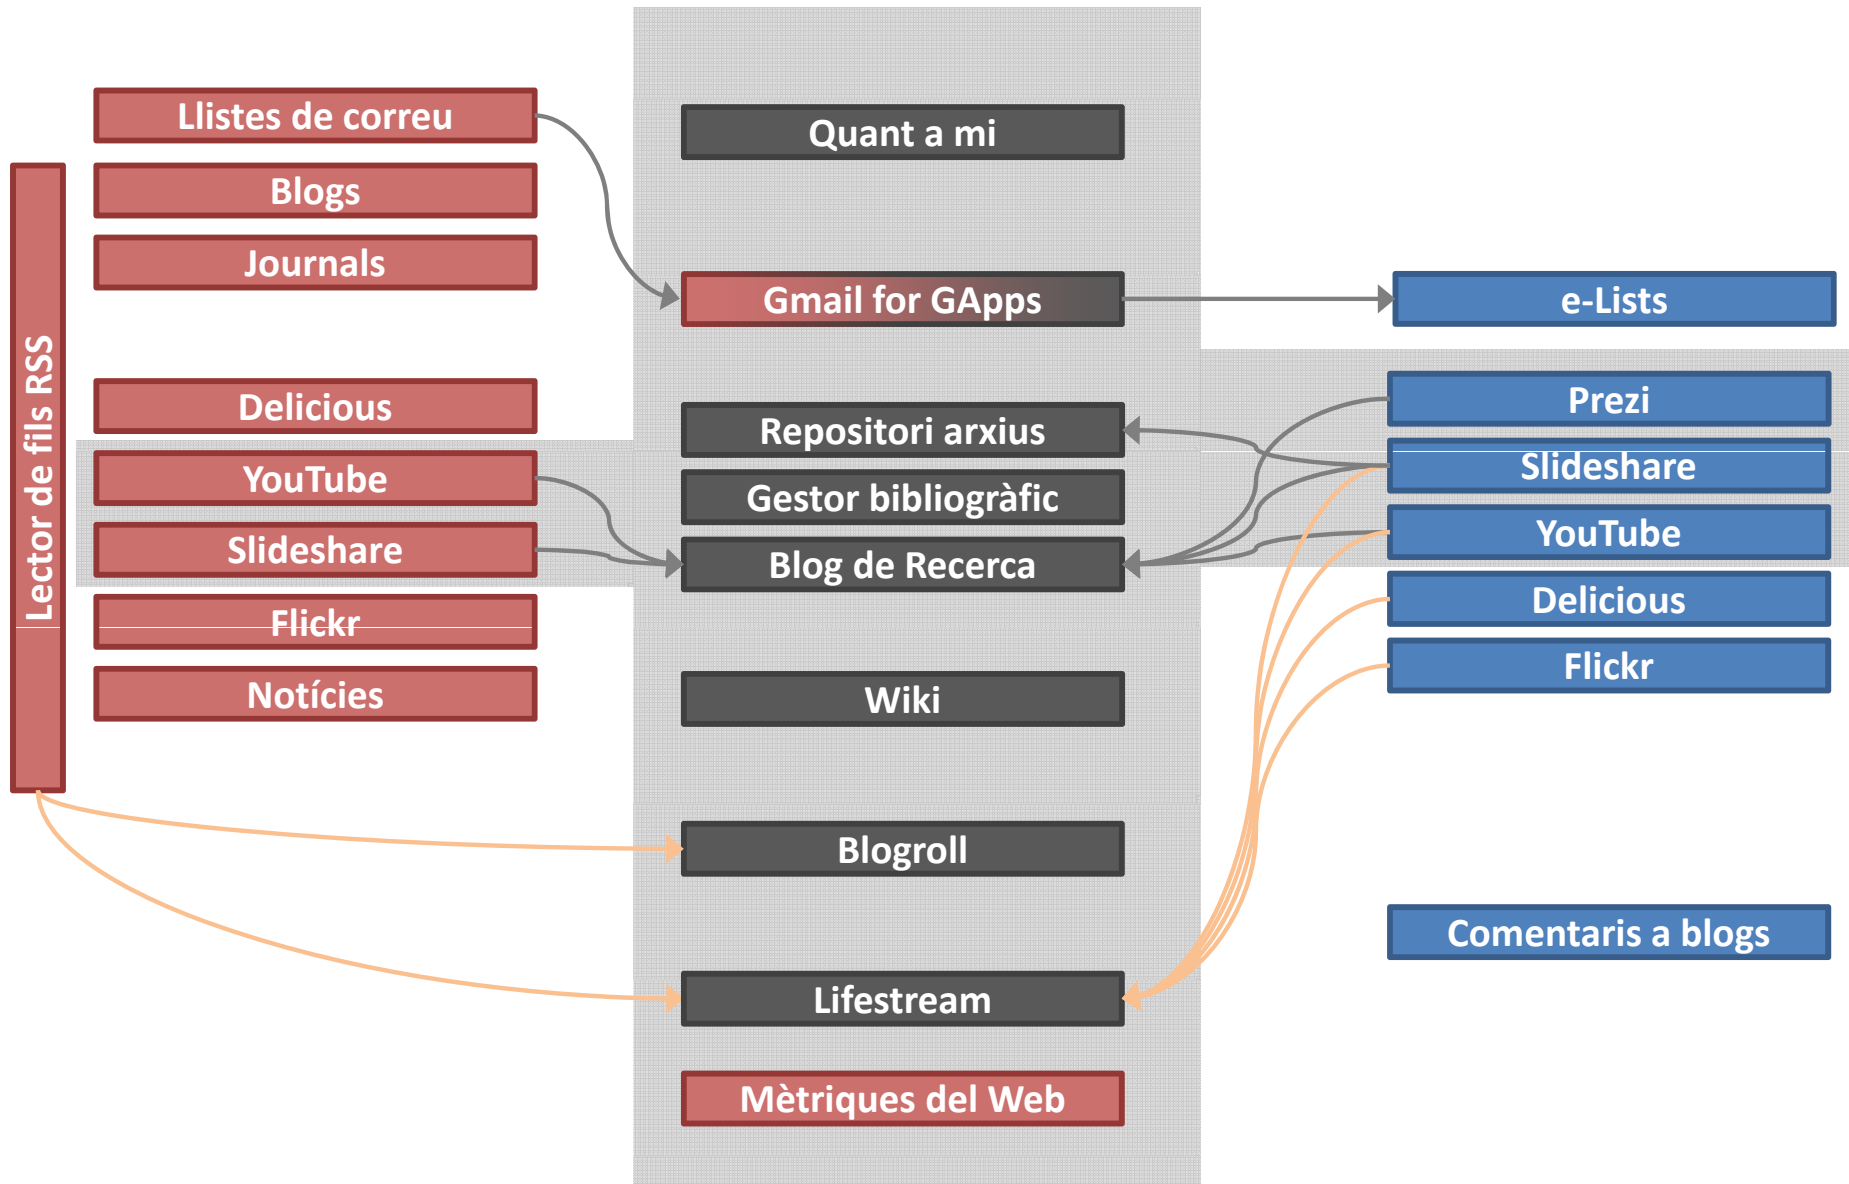 Lector de fils RSS
Llistes de correu
Blogs
Journals
Delicious
YouTube
Slideshare
Flickr
Notícies
Quant a mi
Gmail for GApps
Repositori arxius
Gestor bibliogràfic
Blog de Recerca
Wiki
Blogroll
Lifestream
Mètriques del Web
e-Lists
Prezi
Slideshare
YouTube
Delicious
Flickr
Comentaris a blogs